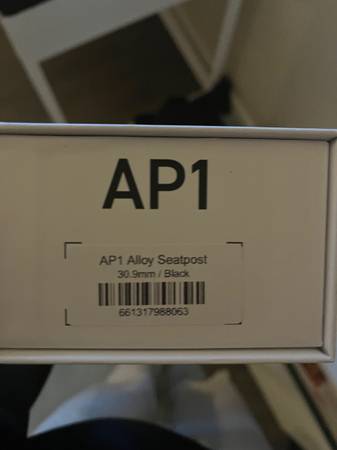 AP1
AP1 Alloy Seatpost
30.9mm / Black
661317988063